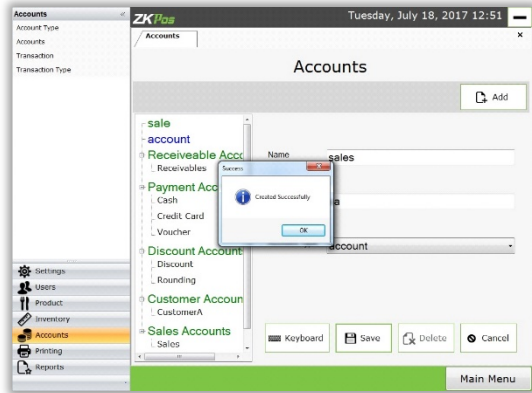 Accounts «
Account Type
Accounts
Transaction
Transaction Type
Settings
Users
Product
Inventory
Accounts
Printing
Reports
ZKPos
Tuesday, July 18, 2017 12:51
Accounts
×
Accounts
Add
sale
account
Receiveable Acco
Receivables
Payment Acc
Cash
Credit Card
Voucher
Discount Account
Discount
Rounding
Customer Accoun
CustomerA
Sales Accounts
Sales
Name
sales
account
Success
Created Successfully
OK
Keyboard
Save
Delete
Cancel
Main Menu